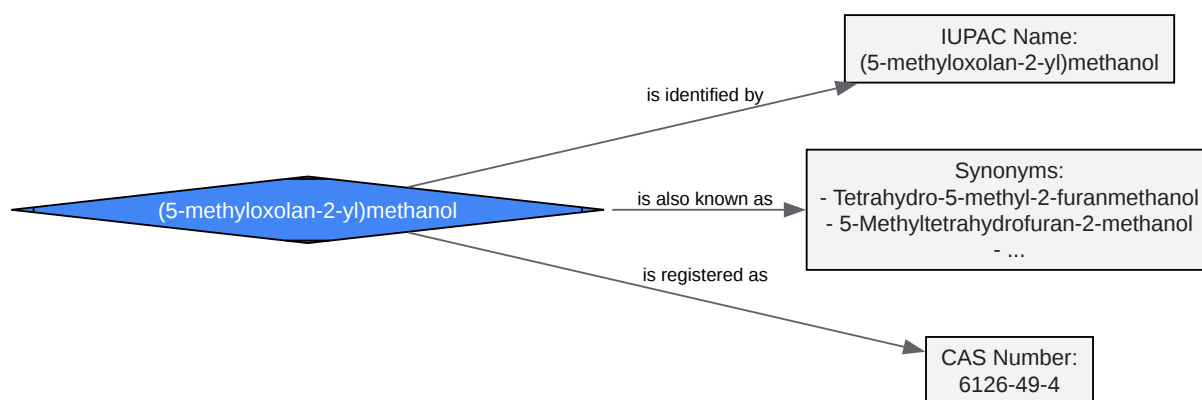 IUPAC Name:
(5-methyloxolan-2-yl)methanol
is identified by
(5-methyloxolan-2-yl)methanol
is also known as
Synonyms:
- Tetrahydro-5-methyl-2-furanmethanol
- 5-Methyltetrahydrofuran-2-methanol
- ...
is registered as
CAS Number:
6126-49-4